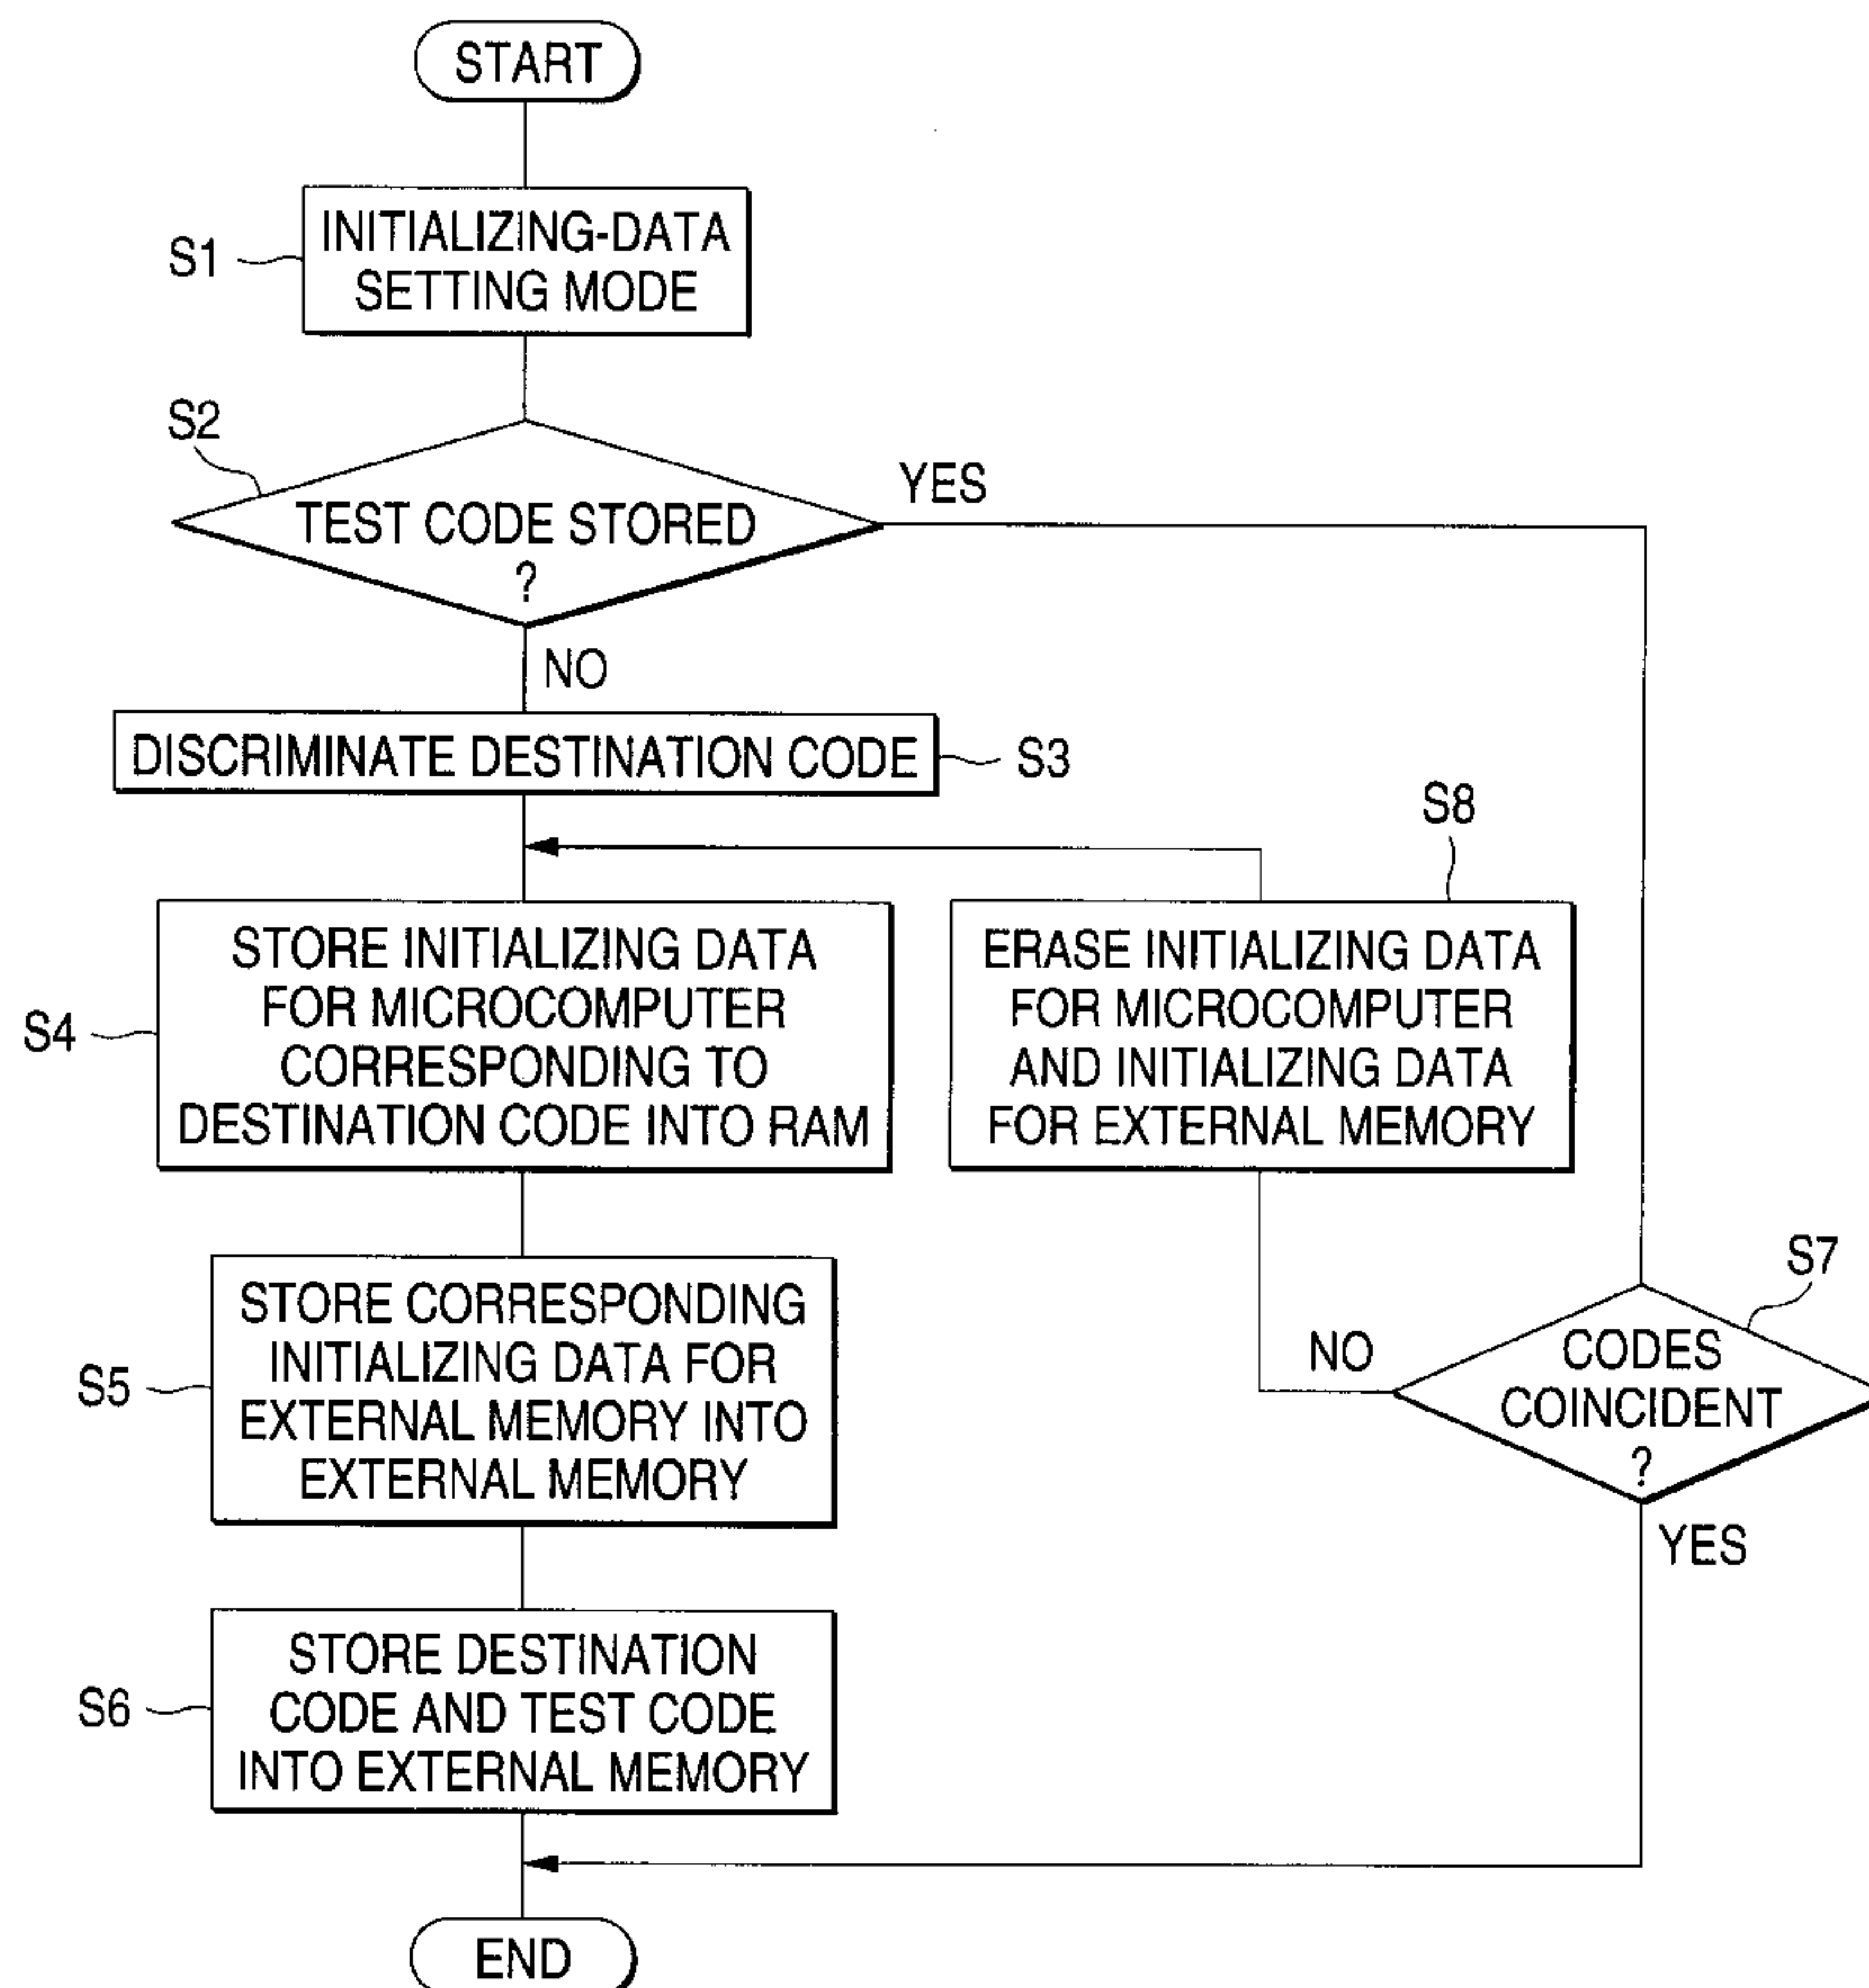 START
S1
INITIALIZING-DATA
SETTING MODE
S2
TEST CODE STORED
?
YES
NO
DISCRIMINATE DESTINATION CODE
S3
S4
STORE INITIALIZING DATA
FOR MICROCOMPUTER
CORRESPONDING TO
DESTINATION CODE INTO RAM
S8
ERASE INITIALIZING DATA
FOR MICROCOMPUTER
AND INITIALIZING DATA
FOR EXTERNAL MEMORY
S5
STORE CORRESPONDING
INITIALIZING DATA FOR
EXTERNAL MEMORY INTO
EXTERNAL MEMORY
S7
CODES
COINCIDENT
?
NO
YES
S6
STORE DESTINATION
CODE AND TEST CODE
INTO EXTERNAL MEMORY
END